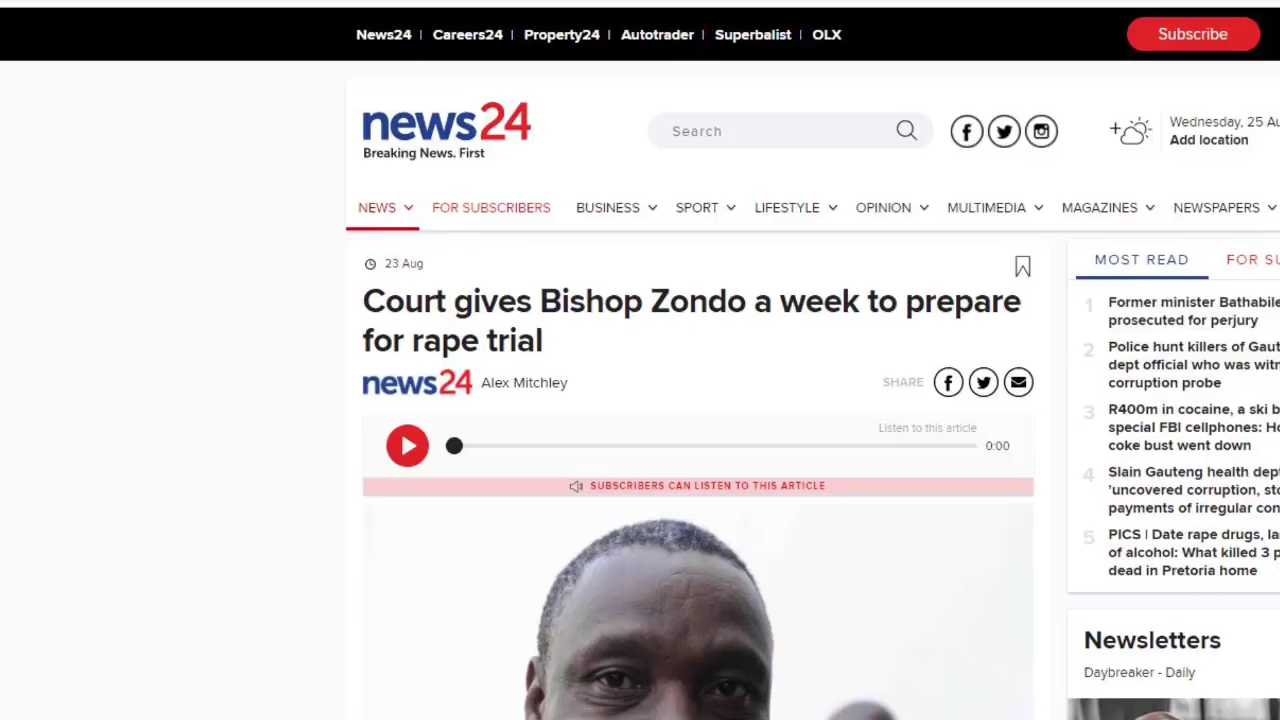 News24 | Careers24 | Property24 | Autotrader | Superbalist | OLX
Subscribe
news24
Breaking News. First
Search
Wednesday, 25 Au
Add location
NEWS
FOR SUBSCRIBERS
BUSINESS
SPORT
LIFESTYLE
OPINION
MULTIMEDIA
MAGAZINES
NEWSPAPERS
23 Aug
Court gives Bishop Zondo a week to prepare
for rape trial
news24 Alex Mitchley
SHARE
Listen to this article
0:00
SUBSCRIBERS CAN LISTEN TO THIS ARTICLE
MOST READ
FOR SU
1 Former minister Bathabile
prosecuted for perjury
2 Police hunt killers of Gaut
dept official who was witn
corruption probe
3 R400m in cocaine, a ski b
special FBI cellphones: Ho
coke bust went down
4 Slain Gauteng health dept
'uncovered corruption, sto
payments of irregular con
5 PICS | Date rape drugs, la
of alcohol: What killed 3 p
dead in Pretoria home
Newsletters
Daybreaker - Daily